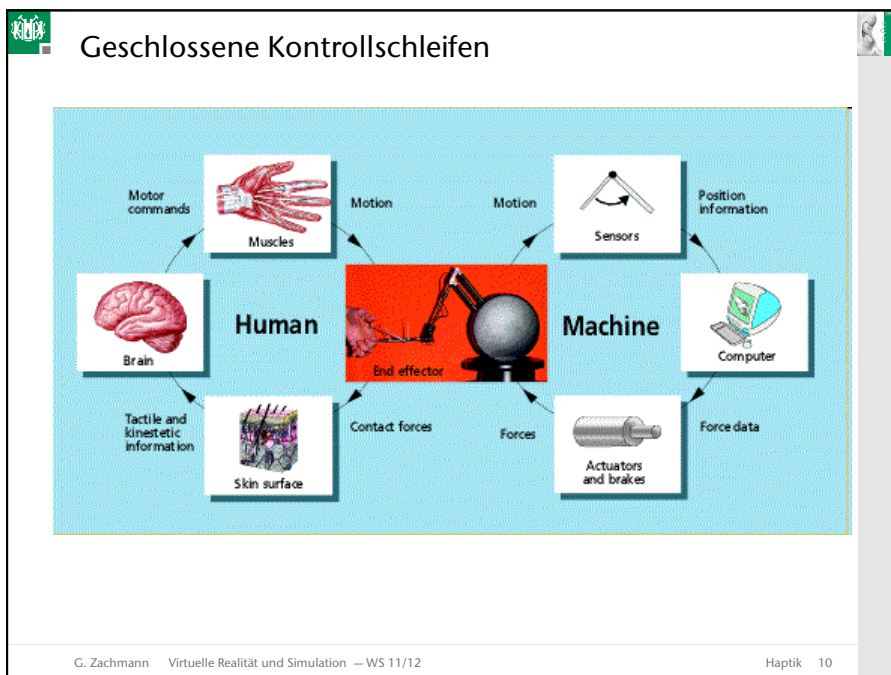 Geschlossene Kontrollschleifen
Motor
commands
Muscles
Motion
Motion
Sensors
Position
information
Brain
Human
End effector
Machine
Computer
Tactile and
kinestetic
information
Skin surface
Contact forces
Forces
Actuators
and brakes
Force data
G. Zachmann Virtuelle Realität und Simulation — WS 11/12
Haptik 10